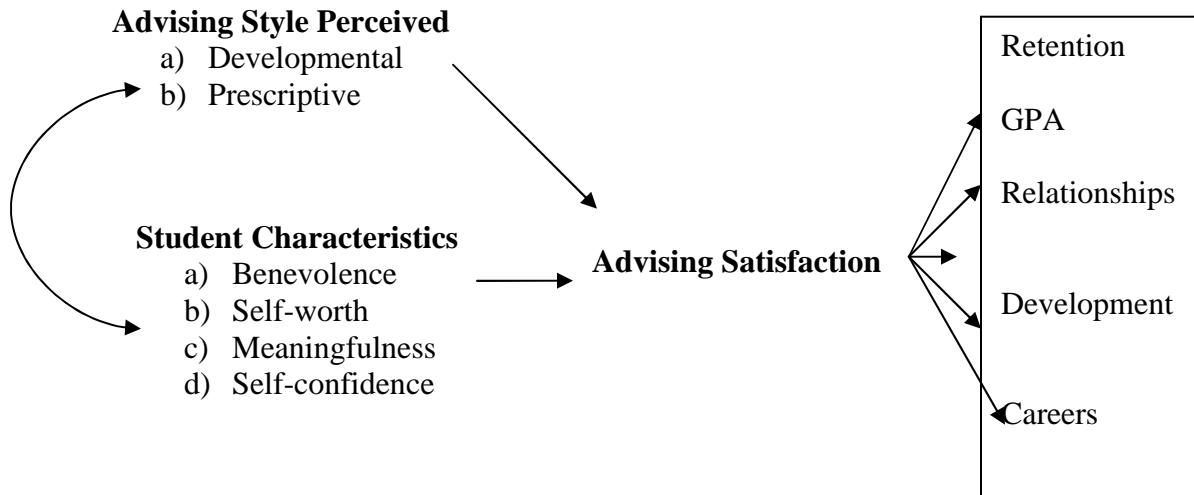 Advising Style Perceived
a) Developmental
b) Prescriptive
Student Characteristics
a) Benevolence
b) Self-worth
c) Meaningfulness
d) Self-confidence
Advising Satisfaction
Retention
GPA
Relationships
Development
Careers